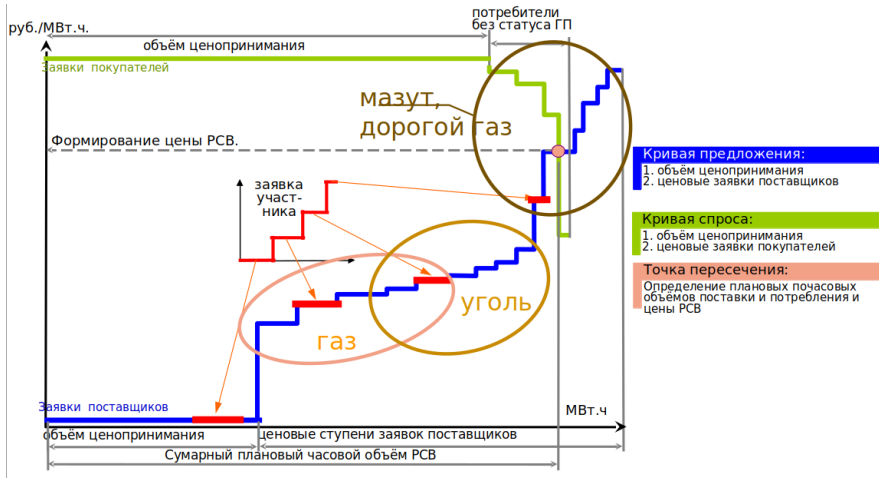 руб./МВт.ч.
потребители
без статуса ГП
объём ценопринимания
Заявки покупателей
мазут,
дорогой газ
Формирование цены РСВ.
заявка
участ-
ника
газ
уголь
Кривая предложения:
1. объём ценопринимания
2. ценовые заявки поставщиков
Кривая спроса:
1. объём ценопринимания
2. ценовые заявки покупателей
Точка пересечения:
Определение плановых почасовых
объёмов поставки и потребления и
цены РСВ
Заявки поставщиков
МВт.ч
объём ценопринимания
ценовые ступени заявок поставщиков
Сумарный плановый часовой объём РСВ